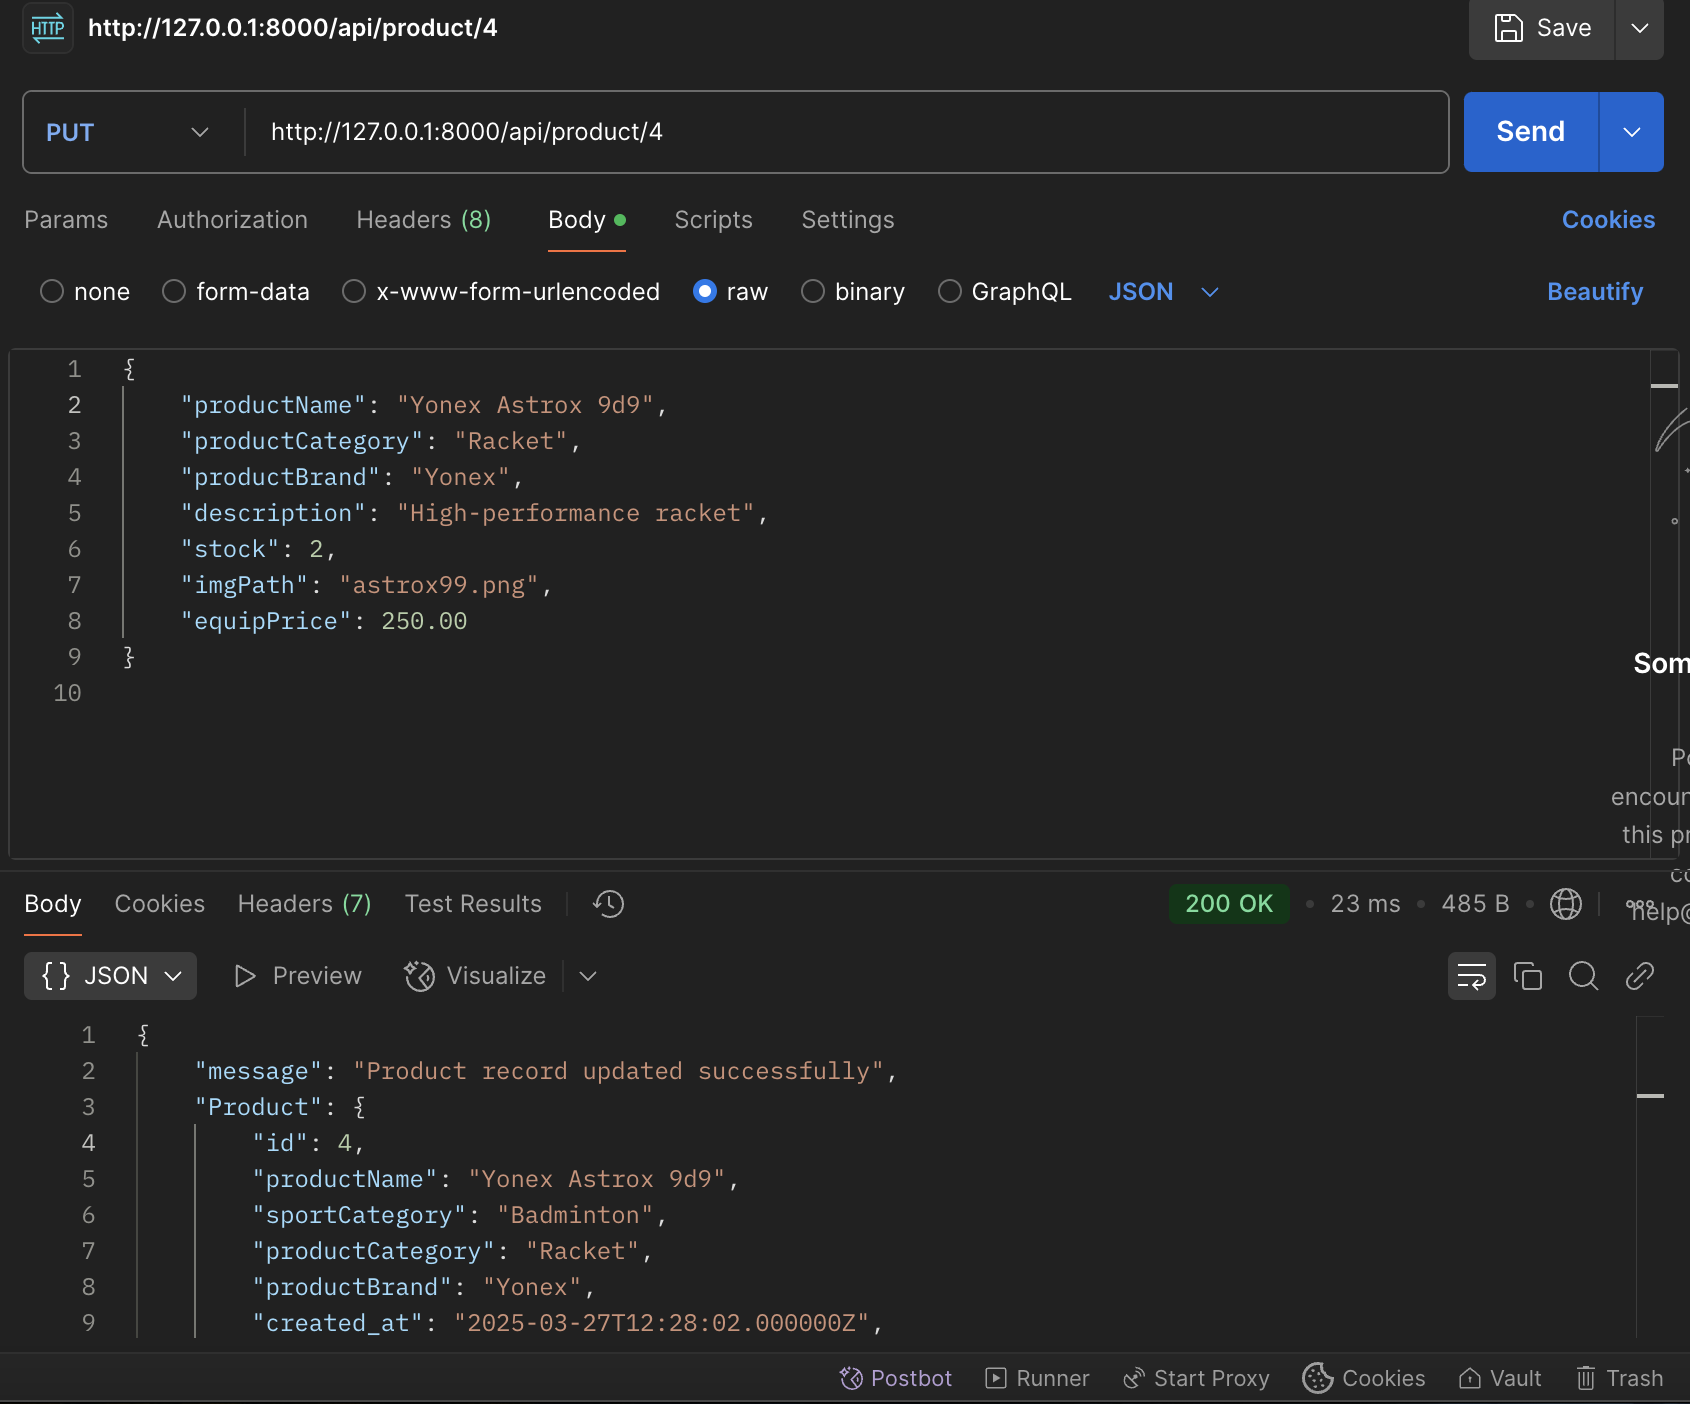 HTTP http://127.0.0.1:8000/api/product/4 Save
PUT http://127.0.0.1:8000/api/product/4 Send
Params Authorization Headers (8) Body Scripts Settings Cookies
none form-data x-www-form-urlencoded raw binary GraphQL JSON Beautify
1 {
2 "productName": "Yonex Astrox 9d9",
3 "productCategory": "Racket",
4 "productBrand": "Yonex",
5 "description": "High-performance racket",
6 "stock": 2,
7 "imgPath": "astrox99.png",
8 "equipPrice": 250.00
9 }
10
Som
Po
encoun
this pr
co
help@
Body Cookies Headers (7) Test Results 200 OK 23 ms 485 B
{} JSON Preview Visualize
1 {
2 "message": "Product record updated successfully",
3 "Product": {
4 "id": 4,
5 "productName": "Yonex Astrox 9d9",
6 "sportCategory": "Badminton",
7 "productCategory": "Racket",
8 "productBrand": "Yonex",
9 "created_at": "2025-03-27T12:28:02.000000Z",
Postbot Runner Start Proxy Cookies Vault Trash